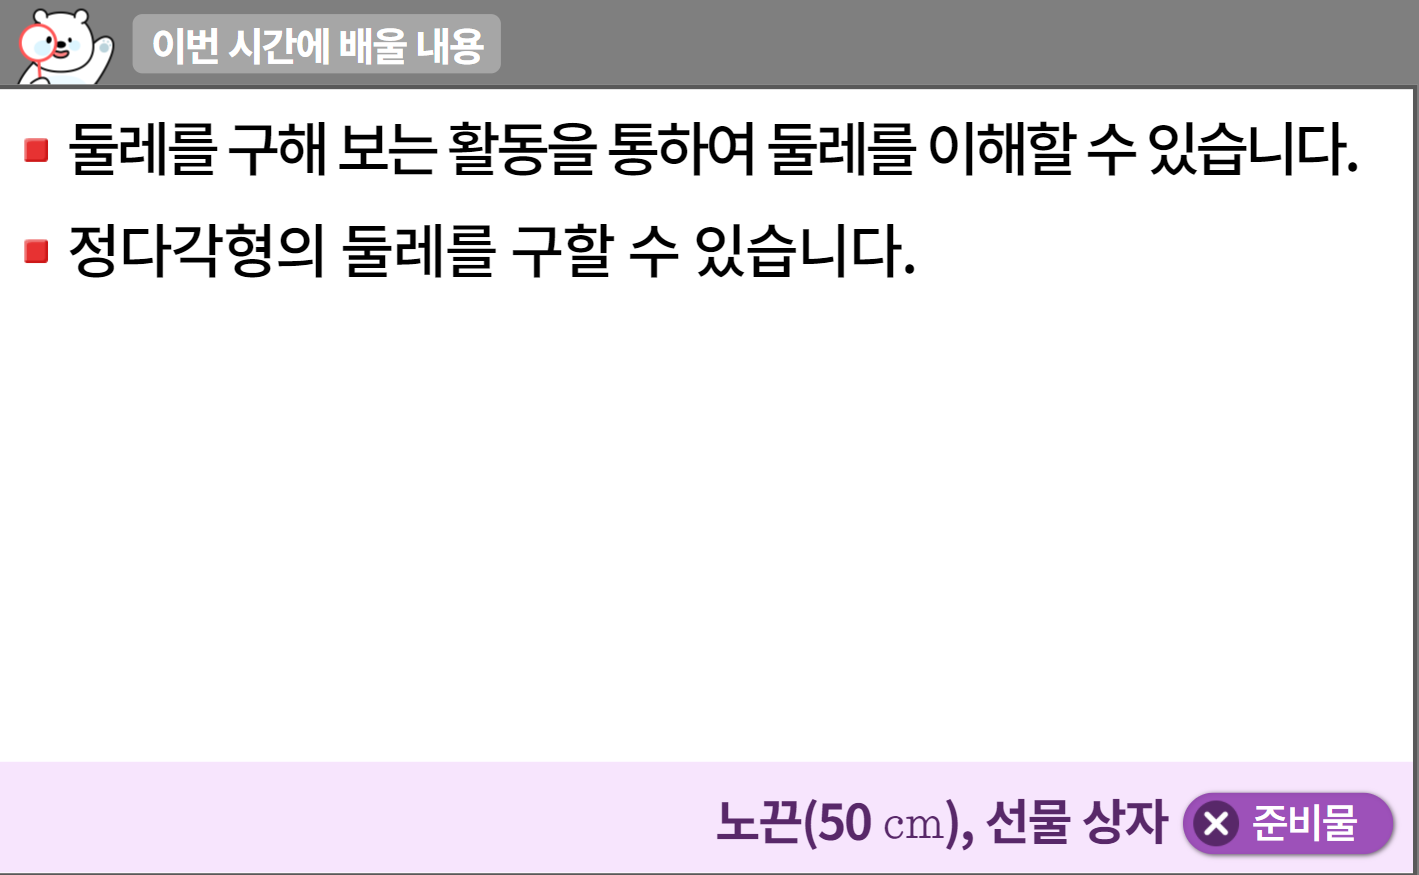 이번 시간에 배울 내용
둘레를 구해 보는 활동을 통하여 둘레를 이해할 수 있습니다.
정다각형의 둘레를 구할 수 있습니다.
노끈(50 cm), 선물 상자 준비물